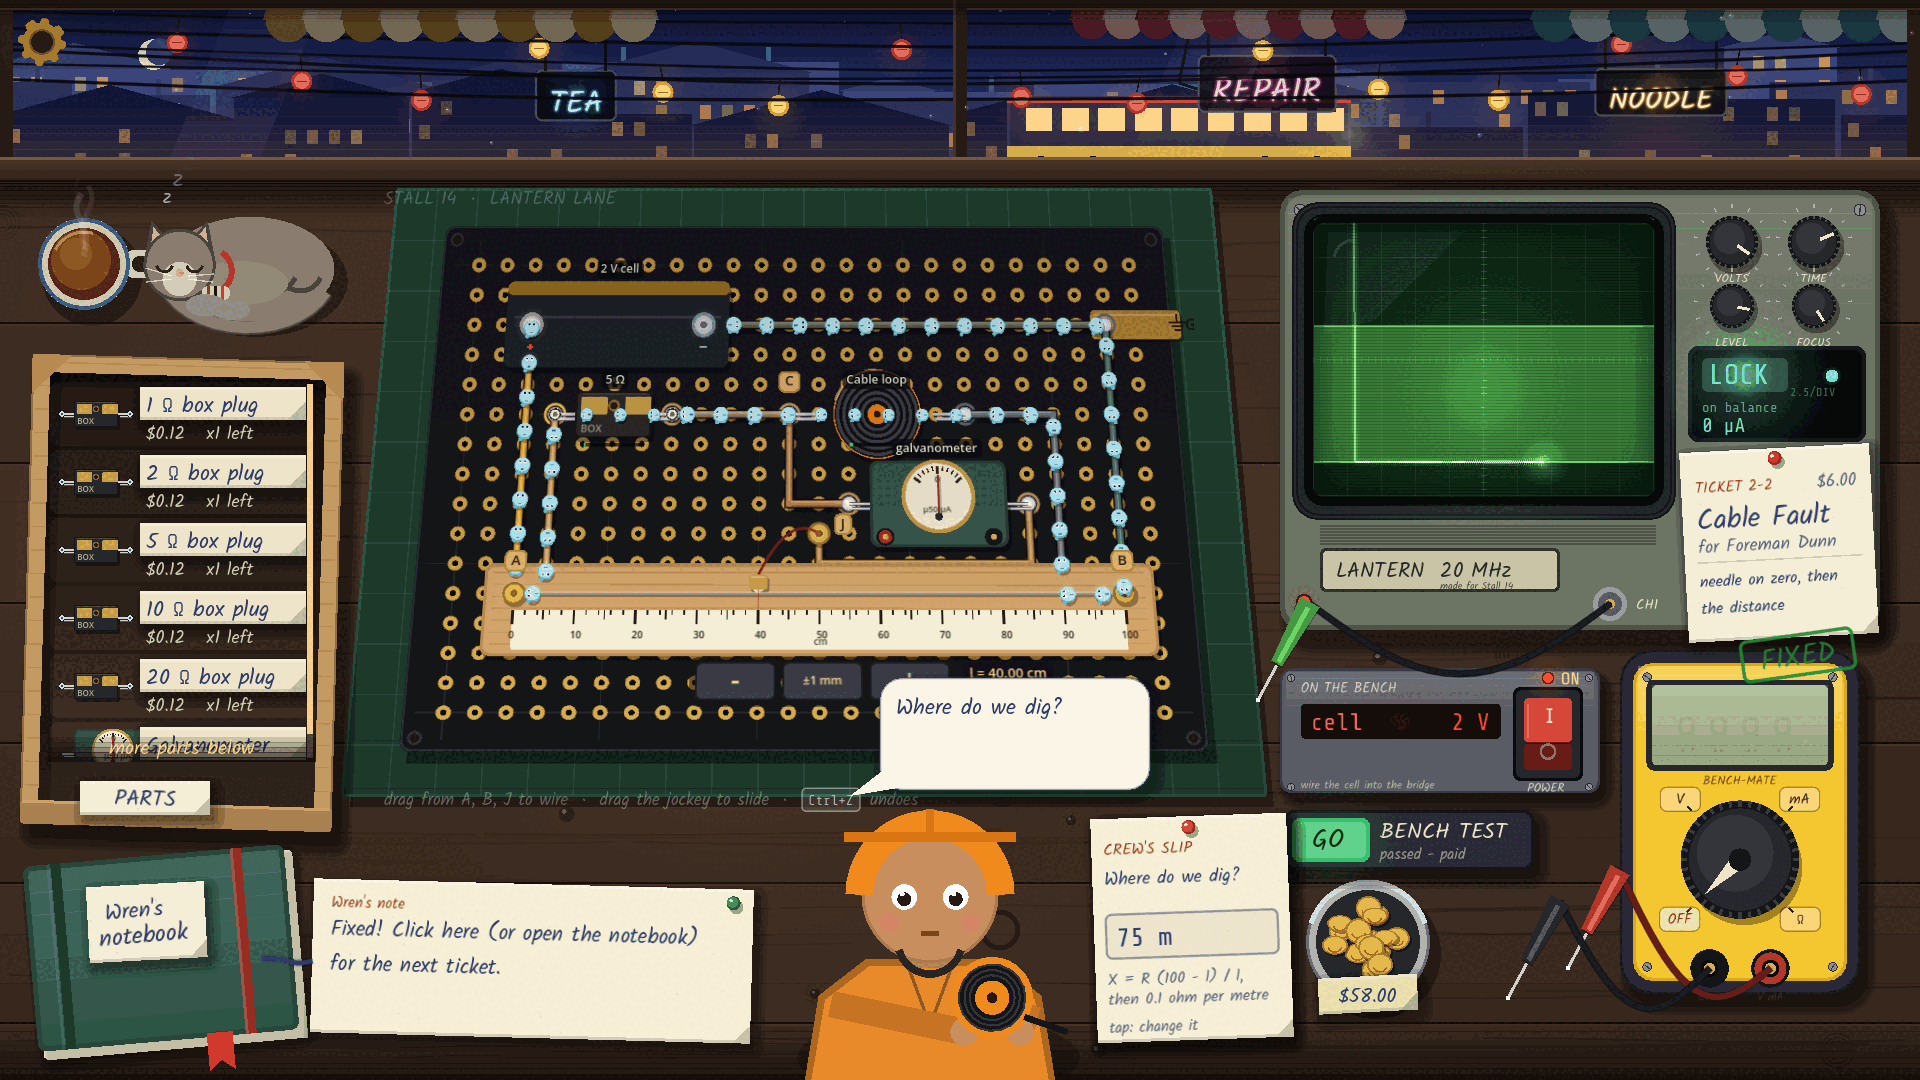 TEA
REPAIR
NOODLE
z
z
STALL 14 · LANTERN LANE
2 V cell
+
-
G
5 Ω
BOX
C
Cable loop
galvanometer
J
A
B
0 10 20 30 40 50 60 70 80 90 100
cm
-
±1 mm
l = 40.00 cm
Where do we dig?
drag from A, B, J to wire · drag the jockey to slide · Ctrl+Z undoes
1 Ω box plug
BOX
$0.12 x1 left
2 Ω box plug
BOX
$0.12 x1 left
5 Ω box plug
BOX
$0.12 x1 left
10 Ω box plug
BOX
$0.12 x1 left
20 Ω box plug
BOX
$0.12 x1 left
Galvanometer
more parts below
PARTS
Wren's
notebook
Wren's note
Fixed! Click here (or open the notebook)
for the next ticket.
VOLTS
TIME
LEVEL
FOCUS
LOCK
2.5/DIV
on balance
0 µA
LANTERN 20 MHz
made for Stall 14
CH1
TICKET 2-2 $6.00
Cable Fault
for Foreman Dunn
needle on zero, then
the distance
FIXED
ON THE BENCH
ON
cell 2 V
I
wire the cell into the bridge
POWER
GO
BENCH TEST
passed - paid
CREW'S SLIP
Where do we dig?
75 m
X = R (100 - l) / l,
then 0.1 ohm per metre
tap: change it
$58.00
BENCH-MATE
V
mA
OFF
Ω